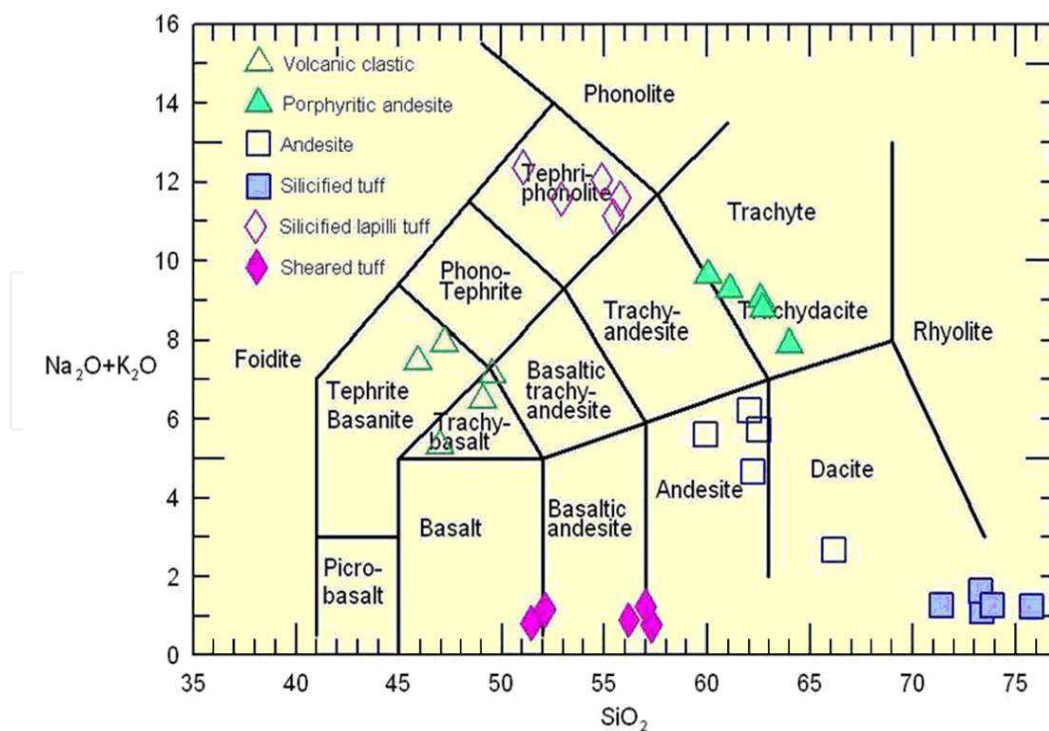 16
14
12
10
8
6
4
2
0
Na₂O+K₂O
Volcanic clastic
Porphyritic andesite
Andesite
Silicified tuff
Silicified lapilli tuff
Sheared tuff
Phonolite
Tephri-
phonolite
Trachyte
Phono-
Tephrite
Trachy-
andesite
Trachydacite
Foidite
Rhyolite
Tephrite
Basanite
Basaltic
trachy-
andesite
Trachy-
basalt
Dacite
Andesite
Basalt
Basaltic
andesite
Picro-
basalt
35 40 45 50 55 60 65 70 75
SiO₂